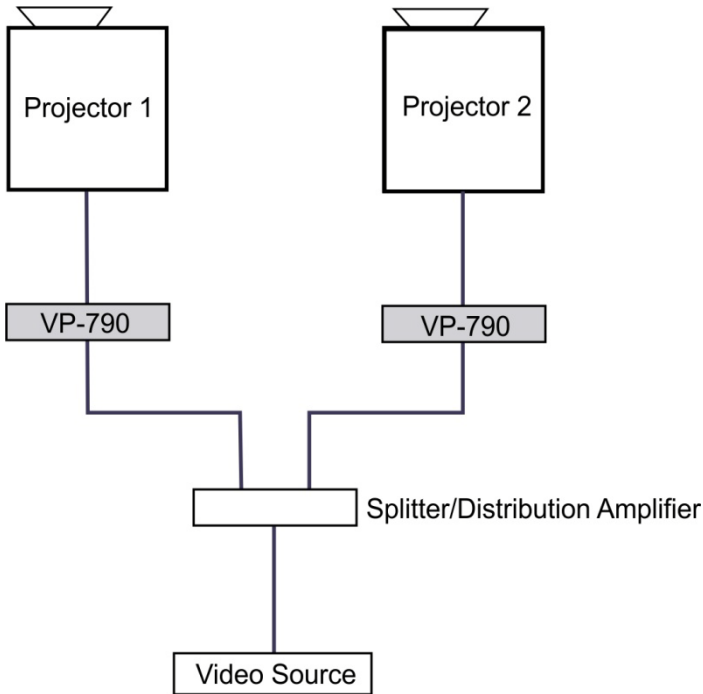 Projector 1
Projector 2
VP-790
VP-790
Splitter/Distribution Amplifier
Video Source